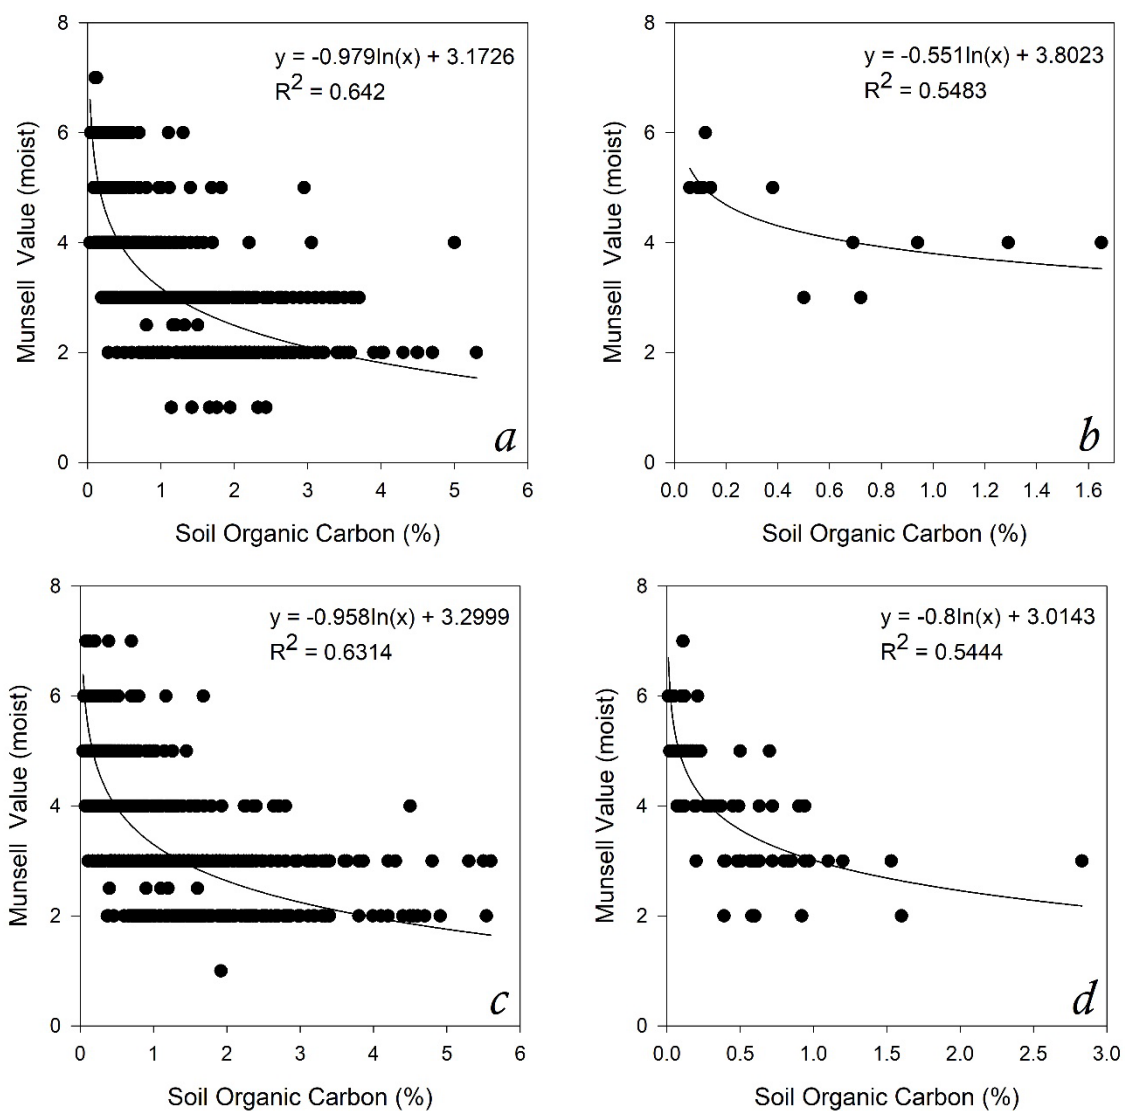 8
6
4
2
0
Munsell  Value (moist)
y = -0.979ln(x) + 3.1726
R2 = 0.642
a
0 1 2 3 4 5 6
Soil Organic Carbon (%)
8
6
4
2
0
Munsell  Value (moist)
y = -0.551ln(x) + 3.8023
R2 = 0.5483
b
0.0 0.2 0.4 0.6 0.8 1.0 1.2 1.4 1.6
Soil Organic Carbon (%)
8
6
4
2
0
Munsell  Value (moist)
y = -0.958ln(x) + 3.2999
R2 = 0.6314
c
0 1 2 3 4 5 6
Soil Organic Carbon (%)
8
6
4
2
0
Munsell Value (moist)
y = -0.8ln(x) + 3.0143
R2 = 0.5444
d
0.0 0.5 1.0 1.5 2.0 2.5 3.0
Soil Organic Carbon (%)